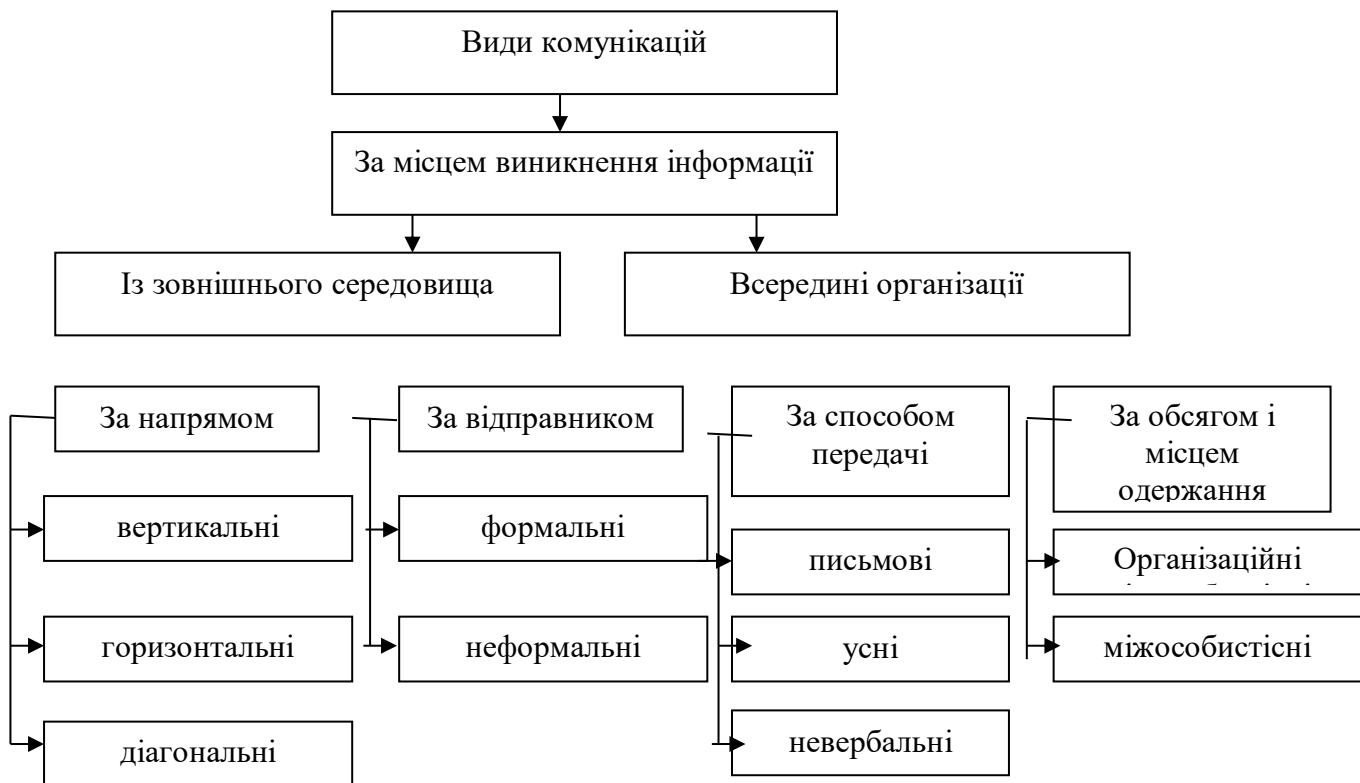 Види комунікацій
За місцем виникнення інформації
Із зовнішнього середовища
Всередині організації
За напрямом
вертикальні
горизонтальні
діагональні
За відправником
формальні
неформальні
За способом
передачі
письмові
усні
невербальні
За обсягом і
місцем
одержання
Організаційні
міжособистісні